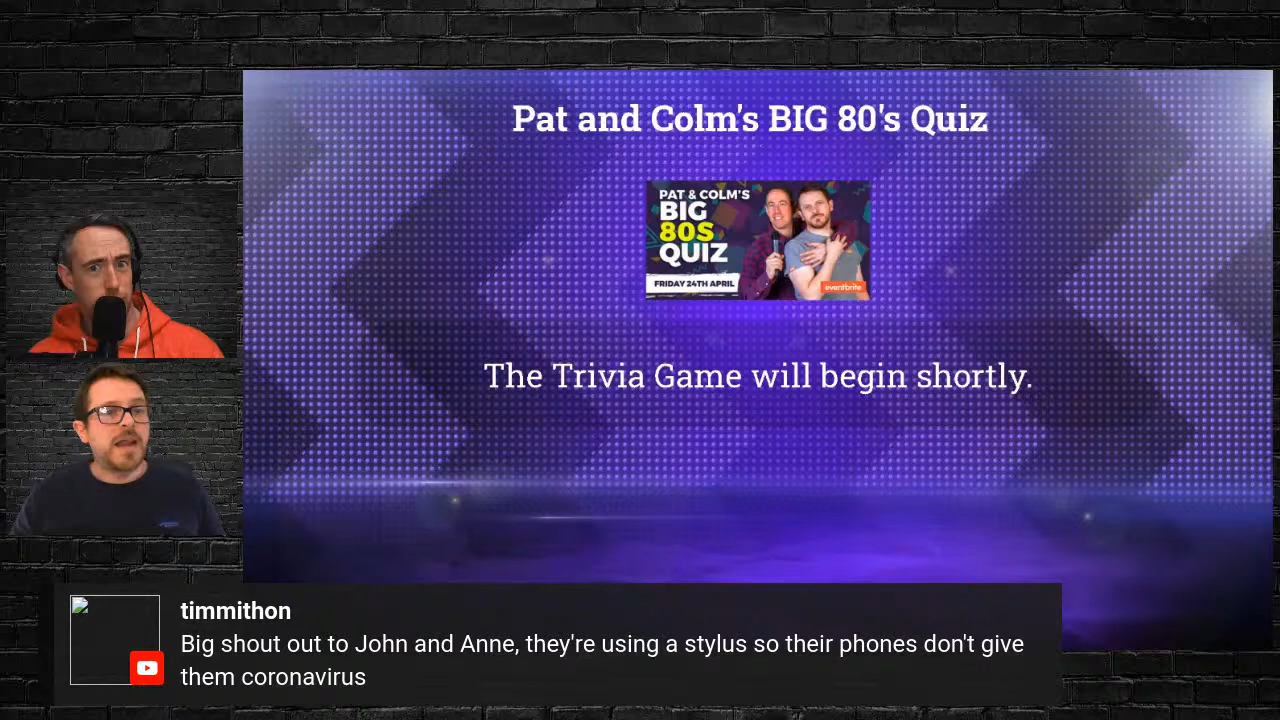 Pat and Colm's BIG 80's Quiz
PAT & COLM'S
BIG
80S
QUIZ
FRIDAY 24TH APRIL
eventbrite
The Trivia Game will begin shortly.
timmithon
Big shout out to John and Anne, they're using a stylus so their phones don't give
them coronavirus